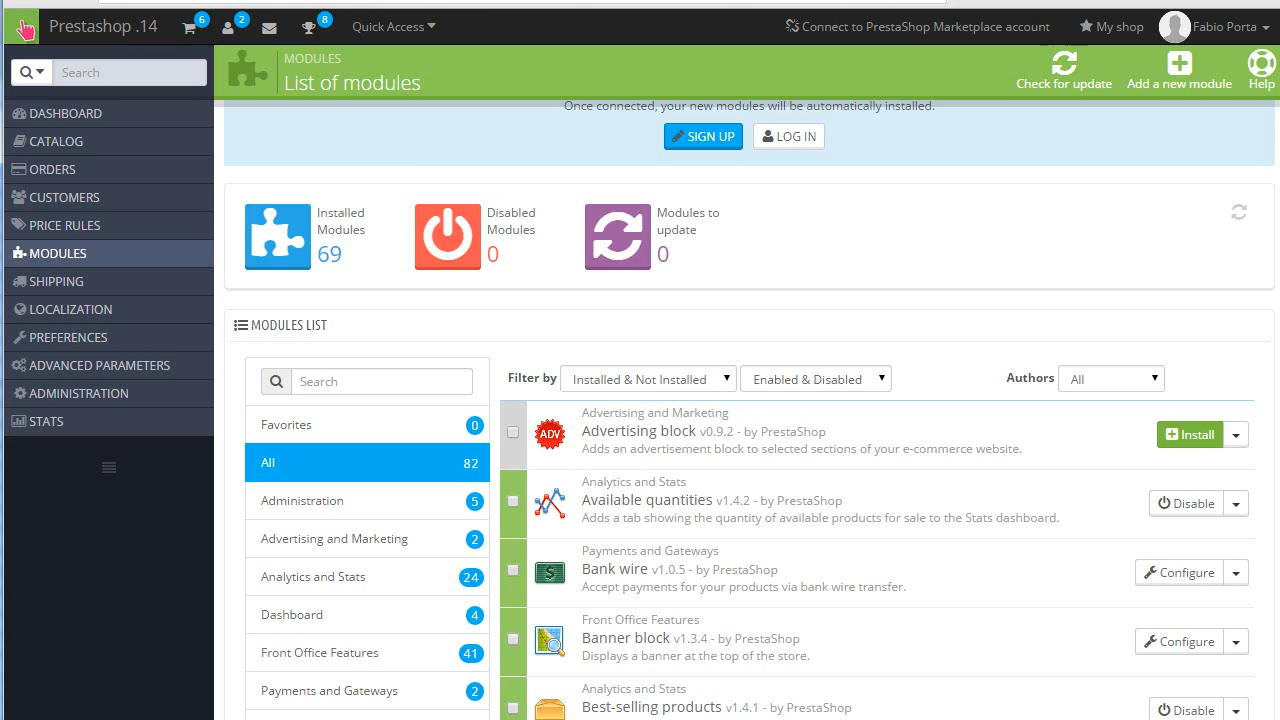 Prestashop .14 6 2 8 Quick Access Connect to PrestaShop Marketplace account My shop Fabio Porta
Search
MODULES
List of modules
Check for update Add a new module Help
DASHBOARD
CATALOG
ORDERS
CUSTOMERS
PRICE RULES
MODULES
SHIPPING
LOCALIZATION
PREFERENCES
ADVANCED PARAMETERS
ADMINISTRATION
STATS
Once connected, your new modules will be automatically installed.
SIGN UP LOG IN
Installed
Modules
69
Disabled
Modules
0
Modules to
update
0
MODULES LIST
Search
Favorites 0
All 82
Administration 5
Advertising and Marketing 2
Analytics and Stats 24
Dashboard 4
Front Office Features 41
Payments and Gateways 2
Filter by Installed & Not Installed Enabled & Disabled Authors All
Advertising and Marketing
ADV Advertising block v0.9.2 - by PrestaShop Install
Adds an advertisement block to selected sections of your e-commerce website.
Analytics and Stats
Available quantities v1.4.2 - by PrestaShop Disable
Adds a tab showing the quantity of available products for sale to the Stats dashboard.
Payments and Gateways
Bank wire v1.0.5 - by PrestaShop Configure
Accept payments for your products via bank wire transfer.
Front Office Features
Banner block v1.3.4 - by PrestaShop Configure
Displays a banner at the top of the store.
Analytics and Stats
Best-selling products v1.4.1 - by PrestaShop Disable